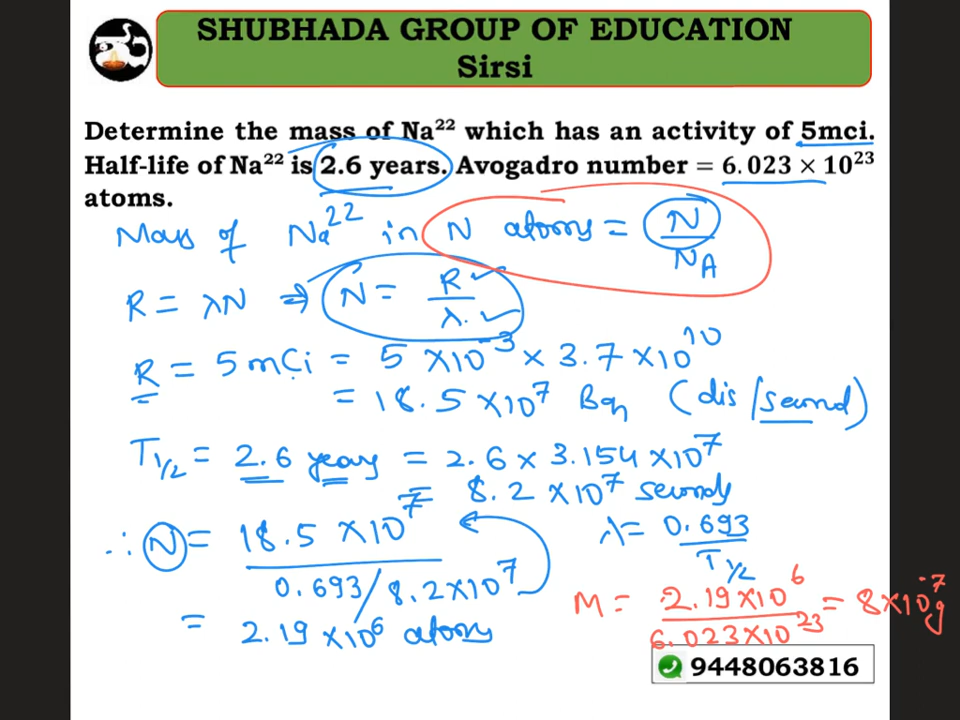 SHUBHADA GROUP OF EDUCATION
Sirsi
Determine the mass of Na²² which has an activity of 5mci.
Half-life of Na²² is 2.6 years. Avogadro number = 6.023 × 10²³
atoms.
Mass of Na²² in N atoms = N/N_A
R = λN ⇒ N = R/λ ✓ ✓
R = 5 mCi = 5 × 10⁻³ × 3.7 × 10¹⁰
= 18.5 × 10⁷ Bq (dis/second)
T₁/₂ = 2.6 years = 2.6 × 3.154 × 10⁷
= 8.2 × 10⁷ seconds
∴ N = 18.5 × 10⁷ / 0.693/8.2×10⁷
λ = 0.693/T₁/₂
= 2.19 × 10⁶ atoms
M = 2.19 × 10⁶ / 6.023 × 10²³ = 8 × 10⁻⁷ g
9448063816